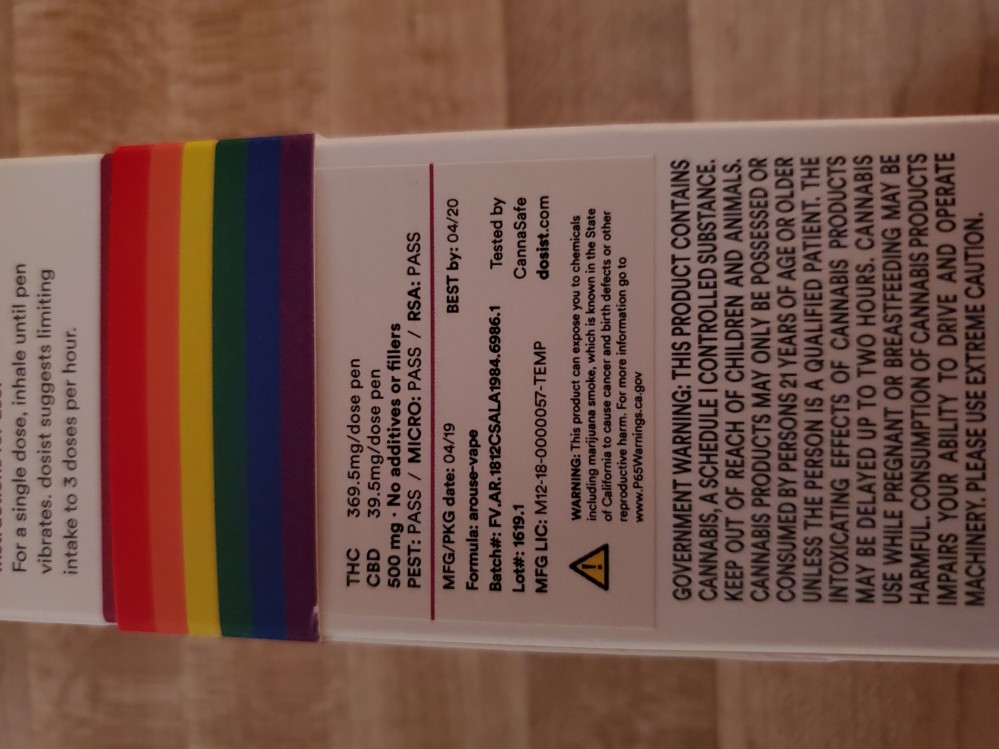 For a single dose, inhale until pen
vibrates. dosist suggests limiting
intake to 3 doses per hour.
THC 369.5mg/dose pen
CBD 39.5mg/dose pen
500 mg · No additives or fillers
PEST: PASS / MICRO: PASS / RSA: PASS
MFG/PKG date: 04/19 BEST by: 04/20
Formula: arouse-vape
Batch#: FV.AR.1812CSALA1984.6986.1 Tested by
Lot#: 1619.1 CannaSafe
MFG LIC: M12-18-0000057-TEMP dosist.com
WARNING: This product can expose you to chemicals
including marijuana smoke, which is known in the State
of California to cause cancer and birth defects or other
reproductive harm. For more information go to
www.P65Warnings.ca.gov
GOVERNMENT WARNING: THIS PRODUCT CONTAINS
CANNABIS, A SCHEDULE I CONTROLLED SUBSTANCE.
KEEP OUT OF REACH OF CHILDREN AND ANIMALS.
CANNABIS PRODUCTS MAY ONLY BE POSSESSED OR
CONSUMED BY PERSONS 21 YEARS OF AGE OR OLDER
UNLESS THE PERSON IS A QUALIFIED PATIENT. THE
INTOXICATING EFFECTS OF CANNABIS PRODUCTS
MAY BE DELAYED UP TO TWO HOURS. CANNABIS
USE WHILE PREGNANT OR BREASTFEEDING MAY BE
HARMFUL. CONSUMPTION OF CANNABIS PRODUCTS
IMPAIRS YOUR ABILITY TO DRIVE AND OPERATE
MACHINERY. PLEASE USE EXTREME CAUTION.